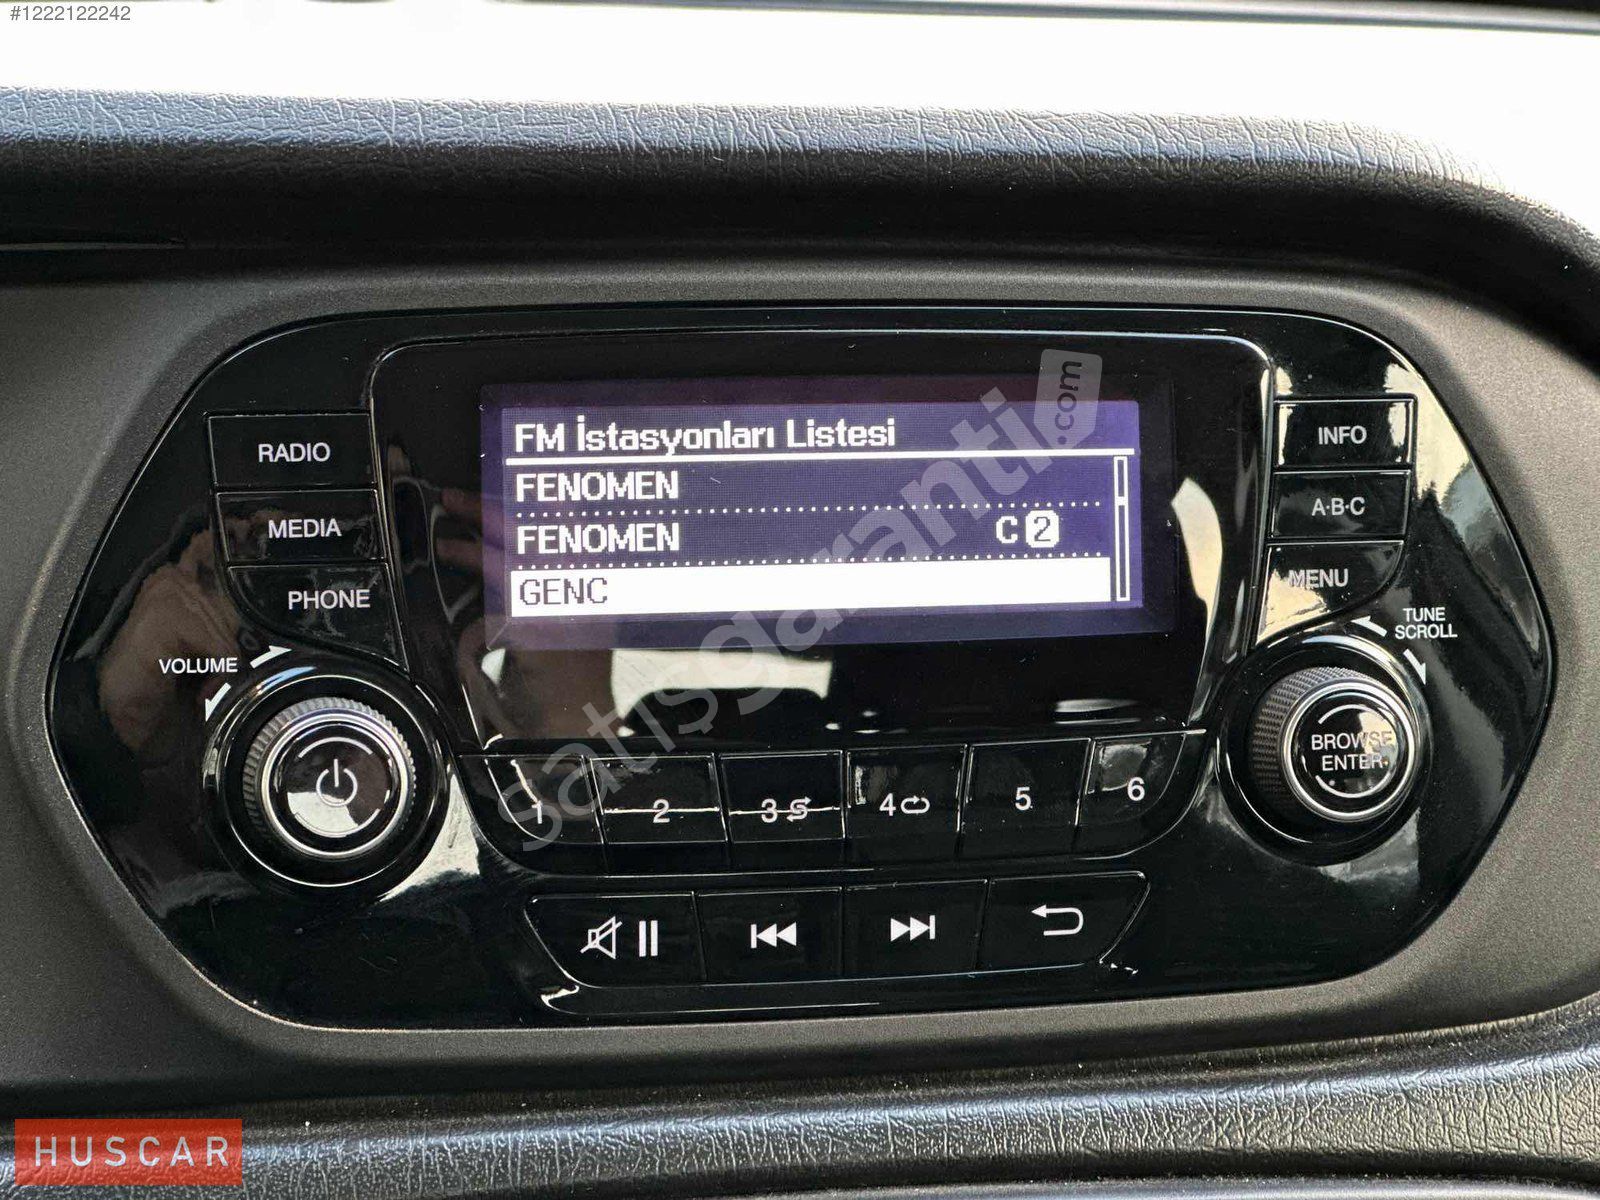 #1222122242
FM İstasyonları Listesi
FENOMEN
FENOMEN C 2
GENC
RADIO
MEDIA
PHONE
VOLUME
INFO
A·B·C
MENU
TUNE
SCROLL
BROWSE
ENTER
1 2 3 4 5 6
satışgaranti.com
HUSCAR